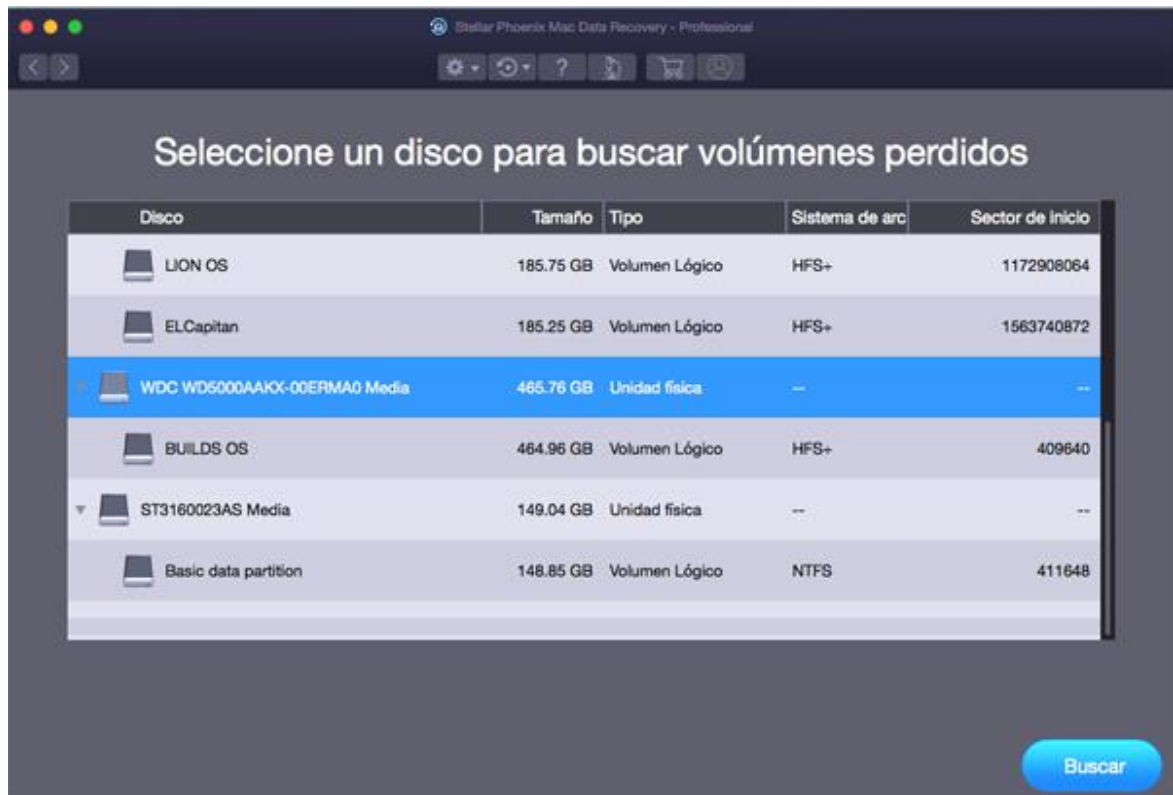 Stellar Phoenix Mac Data Recovery - Professional
?
Seleccione un disco para buscar volúmenes perdidos
Disco Tamaño Tipo Sistema de arc Sector de inicio
LION OS 185.75 GB Volumen Lógico HFS+ 1172908064
ELCapitan 185.25 GB Volumen Lógico HFS+ 1563740872
WDC WD5000AAKX-00ERMA0 Media 465.76 GB Unidad física -- --
BUILDS OS 464.96 GB Volumen Lógico HFS+ 409640
ST3160023AS Media 149.04 GB Unidad física -- --
Basic data partition 148.85 GB Volumen Lógico NTFS 411648
Buscar